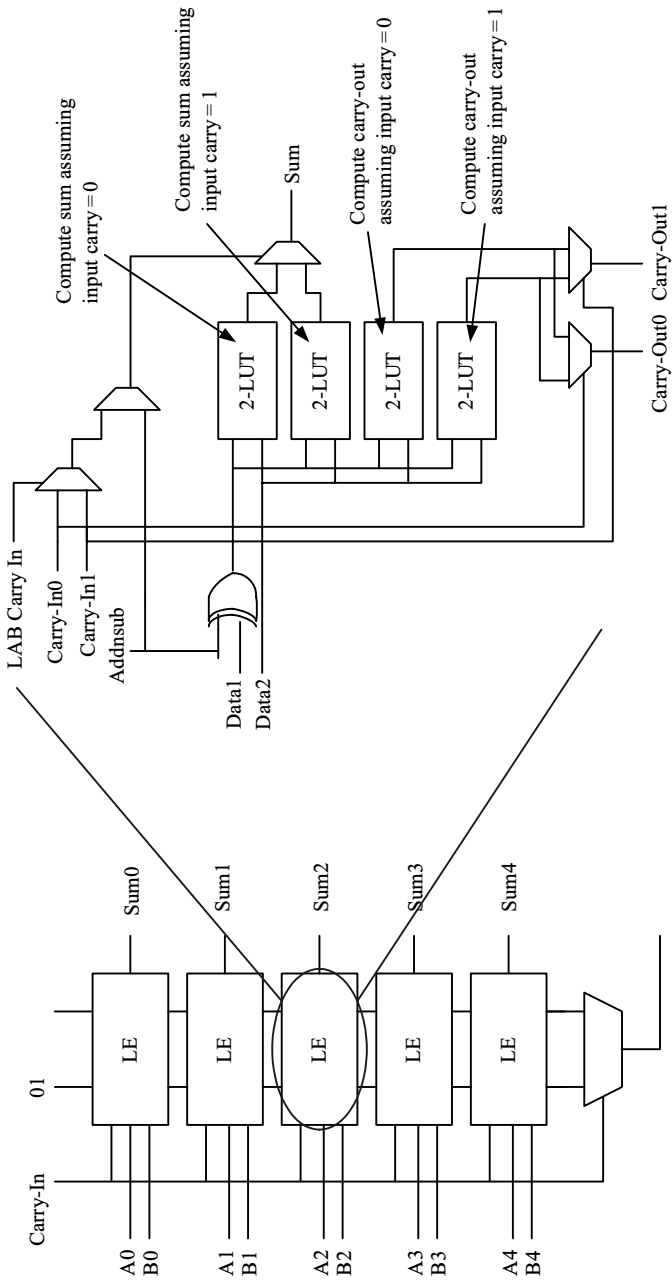 Carry-In
01
A0
B0
LE
Sum0
A1
B1
LE
Sum1
A2
B2
LE
Sum2
A3
B3
LE
Sum3
A4
B4
LE
Sum4
LAB Carry In
Carry-In0
Carry-In1
Addnsub
Data1
Data2
2-LUT
2-LUT
2-LUT
2-LUT
Compute sum assuming
input carry = 0
Compute sum assuming
input carry = 1
Sum
Compute carry-out
assuming input carry = 0
Compute carry-out
assuming input carry = 1
Carry-Out0
Carry-Out1